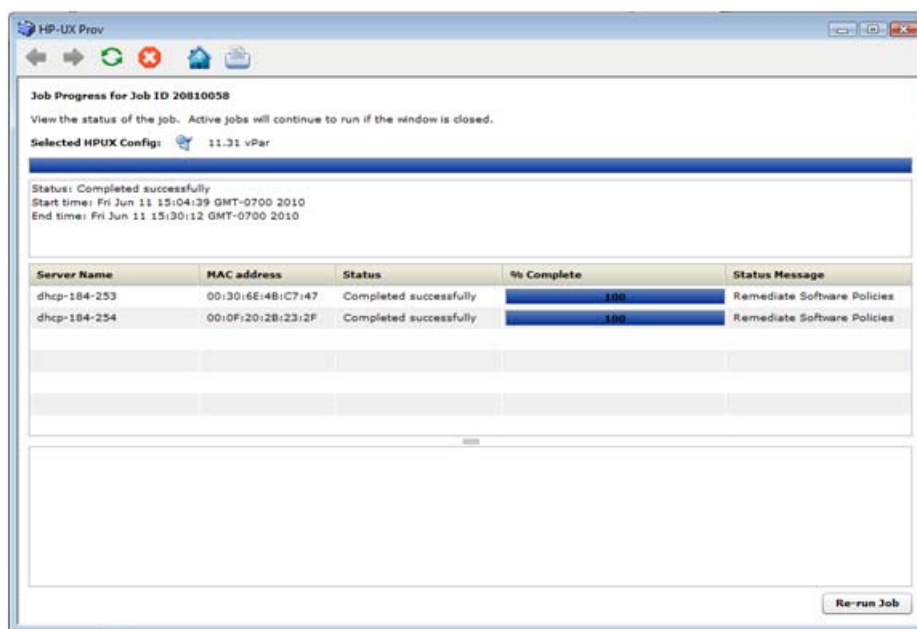 HP-UX Prov
Job Progress for Job ID 20810058
View the status of the job. Active jobs will continue to run if the window is closed.
Selected HPUX Config: 11.31 vPar
Status: Completed successfully
Start time: Fri Jun 11 15:04:39 GMT-0700 2010
End time: Fri Jun 11 15:30:12 GMT-0700 2010
Server Name MAC address Status % Complete Status Message
dhcp-184-253 00:30:6E:4B:C7:47 Completed successfully 100 Remediate Software Policies
dhcp-184-254 00:0F:20:2B:23:2F Completed successfully 100 Remediate Software Policies
Re-run Job